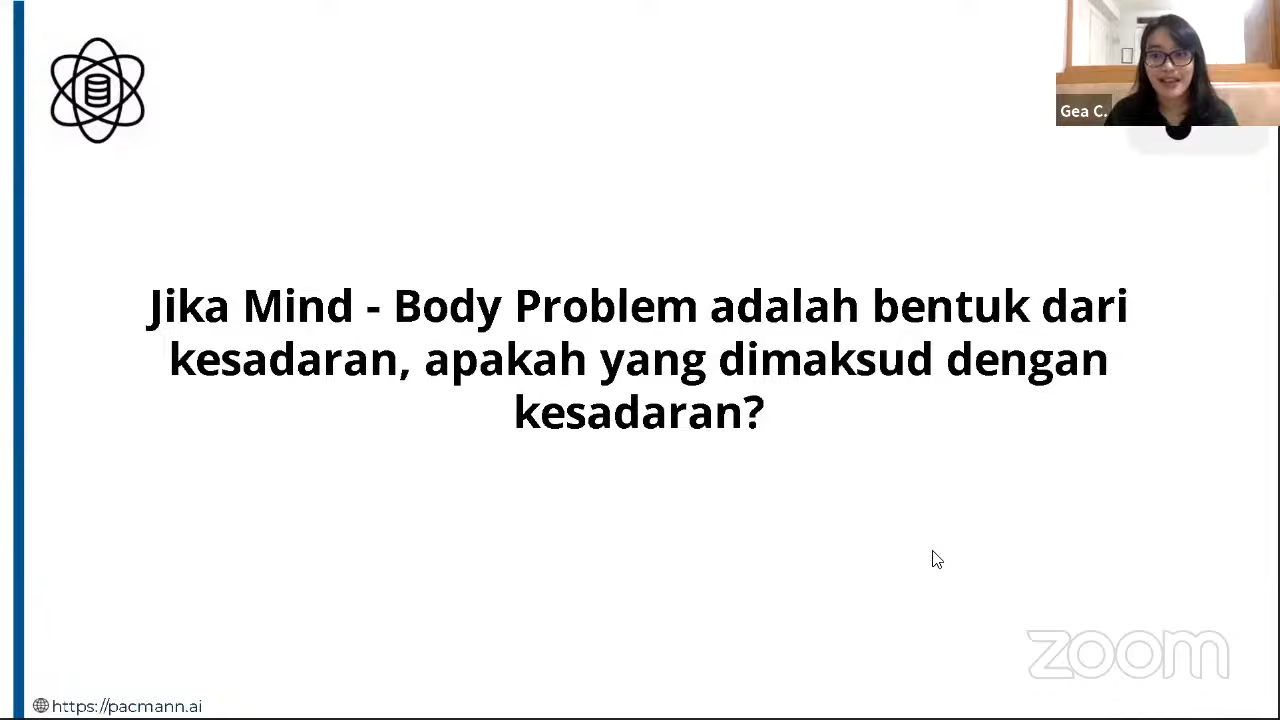 Gea C.
Jika Mind - Body Problem adalah bentuk dari
kesadaran, apakah yang dimaksud dengan
kesadaran?
zoom
https://pacmann.ai